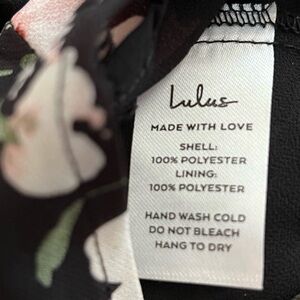 Lulus
MADE WITH LOVE
SHELL:
100% POLYESTER
LINING:
100% POLYESTER
HAND WASH COLD
DO NOT BLEACH
HANG TO DRY